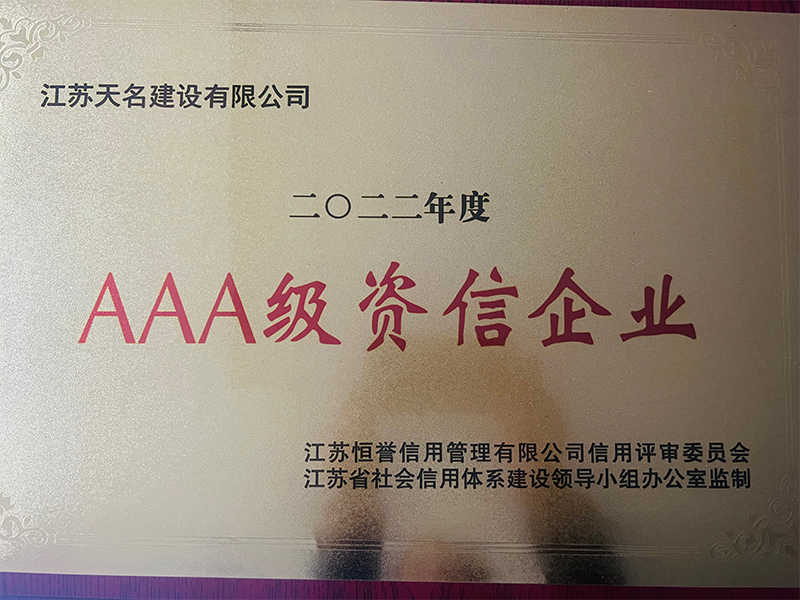 江苏天名建设有限公司
二〇二二年度
AAA级资信企业
江苏恒誉信用管理有限公司信用评审委员会
江苏省社会信用体系建设领导小组办公室监制